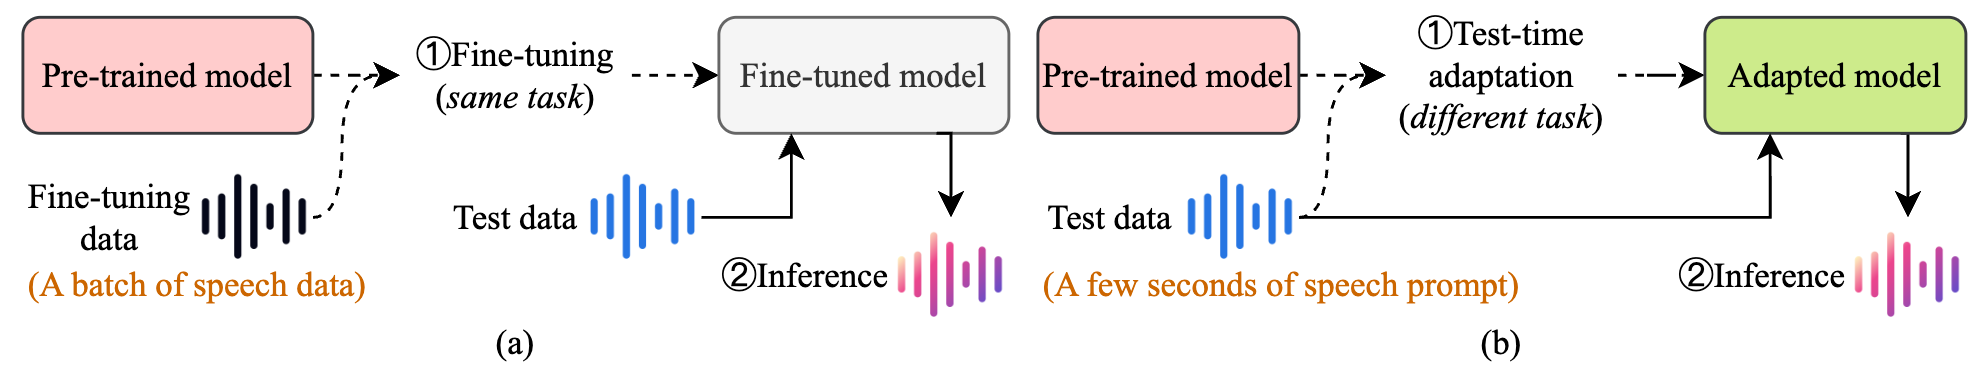 Pre-trained model
①Fine-tuning
(same task)
Fine-tuned model
Fine-tuning
data
(A batch of speech data)
Test data
②Inference
(a)
Pre-trained model
①Test-time
adaptation
(different task)
Adapted model
Test data
(A few seconds of speech prompt)
②Inference
(b)